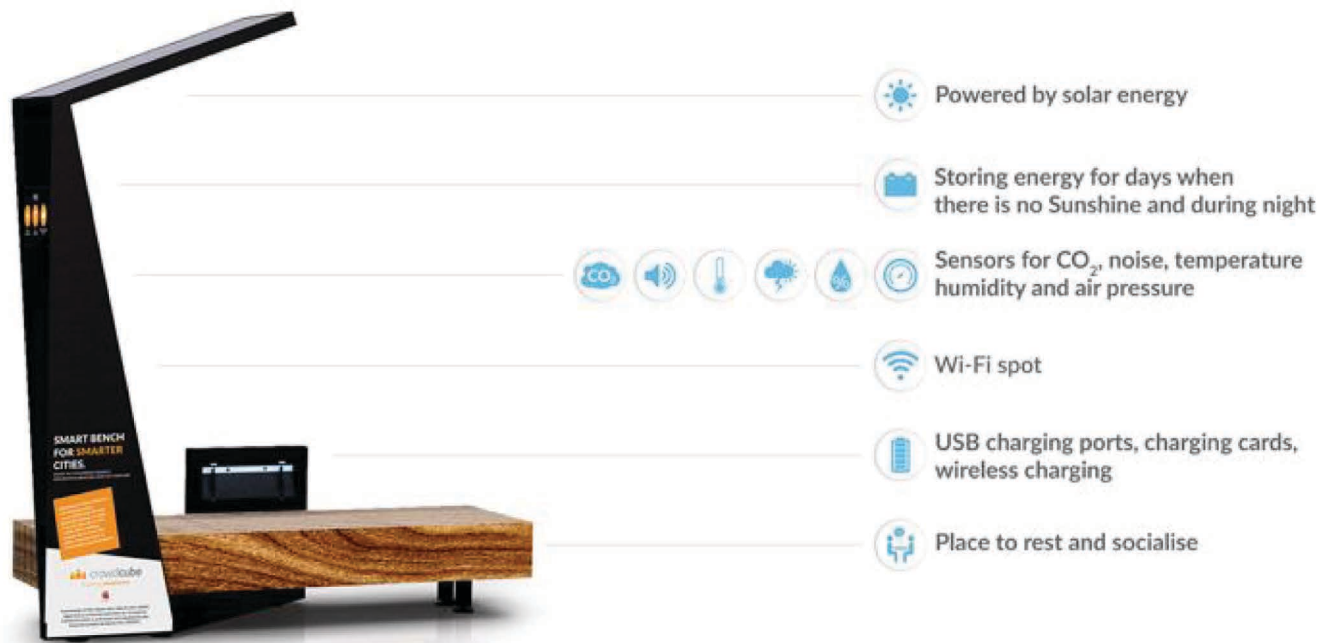 Powered by solar energy
Storing energy for days when
there is no Sunshine and during night
CO₂
%
Sensors for CO₂, noise, temperature
humidity and air pressure
Wi-Fi spot
USB charging ports, charging cards,
wireless charging
Place to rest and socialise
SMART BENCH
FOR SMARTER
CITIES.
crowdcube